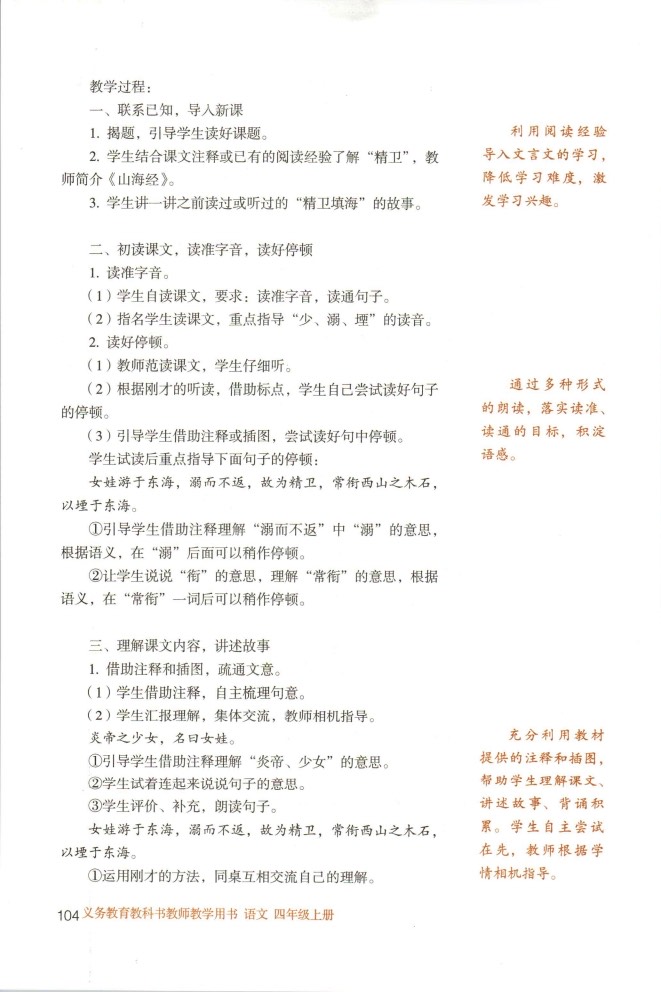 教学过程：
一、联系已知，导入新课
1. 揭题，引导学生读好课题。
2. 学生结合课文注释或已有的阅读经验了解“精卫”，教
师简介《山海经》。
3. 学生讲一讲之前读过或听过的“精卫填海”的故事。
利用阅读经验
导入文言文的学习，
降低学习难度，激
发学习兴趣。
二、初读课文，读准字音，读好停顿
1. 读准字音。
（1）学生自读课文，要求：读准字音，读通句子。
（2）指名学生读课文，重点指导“少、溺、堙”的读音。
2. 读好停顿。
（1）教师范读课文，学生仔细听。
（2）根据刚才的听读，借助标点，学生自己尝试读好句子
的停顿。
（3）引导学生借助注释或插图，尝试读好句中停顿。
学生试读后重点指导下面句子的停顿：
女娃游于东海，溺而不返，故为精卫，常衔西山之木石，
以堙于东海。
①引导学生借助注释理解“溺而不返”中“溺”的意思，
根据语义，在“溺”后面可以稍作停顿。
②让学生说说“衔”的意思，理解“常衔”的意思，根据
语义，在“常衔”一词后可以稍作停顿。
通过多种形式
的朗读，落实读准、
读通的目标，积淀
语感。
三、理解课文内容，讲述故事
1. 借助注释和插图，疏通文意。
（1）学生借助注释，自主梳理句意。
（2）学生汇报理解，集体交流，教师相机指导。
炎帝之少女，名曰女娃。
①引导学生借助注释理解“炎帝、少女”的意思。
②学生试着连起来说说句子的意思。
③学生评价、补充，朗读句子。
女娃游于东海，溺而不返，故为精卫，常衔西山之木石，
以堙于东海。
①运用刚才的方法，同桌互相交流自己的理解。
充分利用教材
提供的注释和插图，
帮助学生理解课文、
讲述故事、背诵积
累。学生自主尝试
在先，教师根据学
情相机指导。
104 义务教育教科书教师教学用书 语文 四年级上册